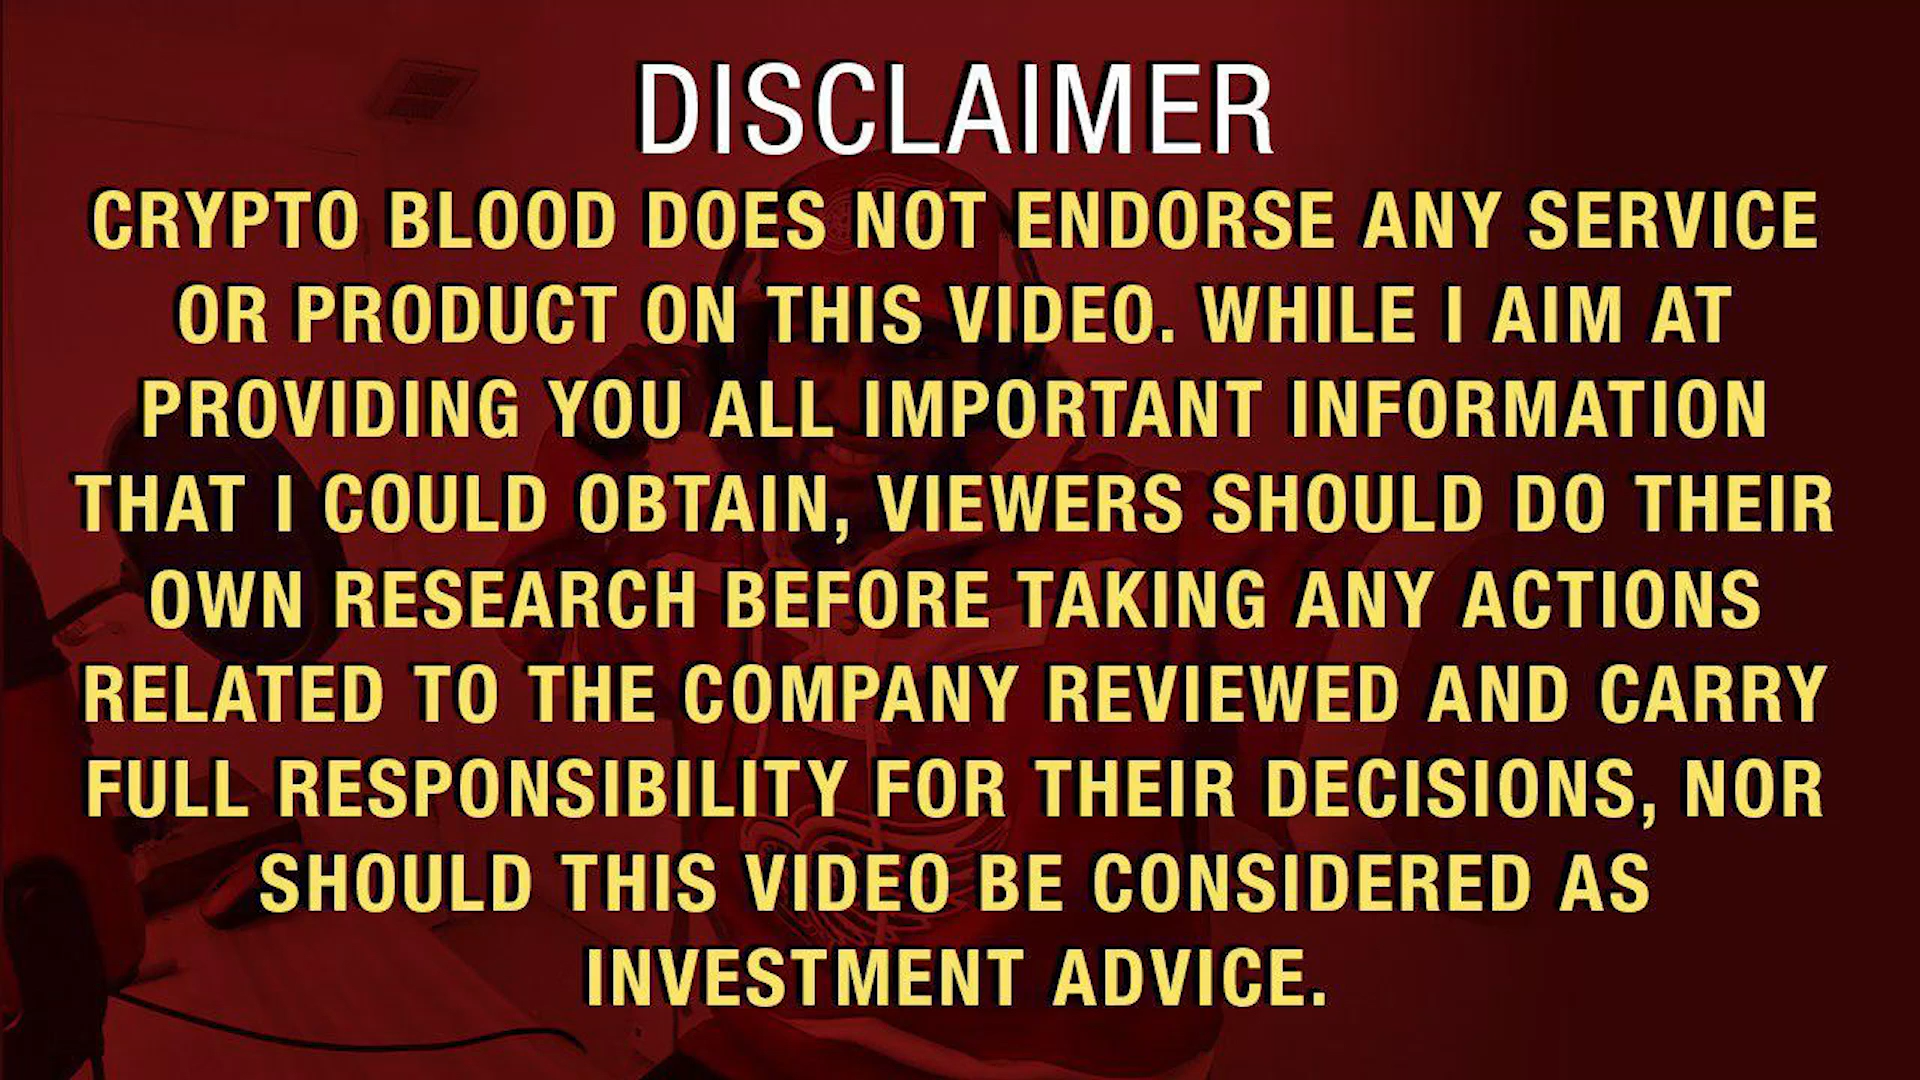 DISCLAIMER
CRYPTO BLOOD DOES NOT ENDORSE ANY SERVICE
OR PRODUCT ON THIS VIDEO. WHILE I AIM AT
PROVIDING YOU ALL IMPORTANT INFORMATION
THAT I COULD OBTAIN, VIEWERS SHOULD DO THEIR
OWN RESEARCH BEFORE TAKING ANY ACTIONS
RELATED TO THE COMPANY REVIEWED AND CARRY
FULL RESPONSIBILITY FOR THEIR DECISIONS, NOR
SHOULD THIS VIDEO BE CONSIDERED AS
INVESTMENT ADVICE.